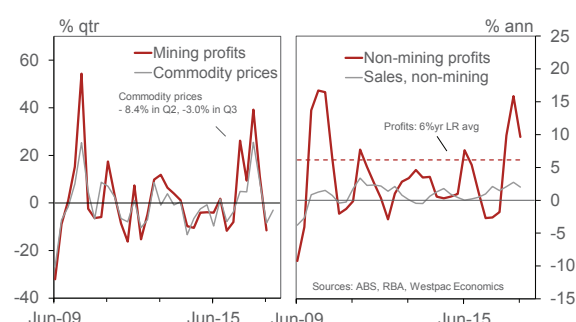 % qtr
% ann
60
40
20
0
-20
-40
Mining profits
Commodity prices
Commodity prices
- 8.4% in Q2, -3.0% in Q3
Jun-09
Jun-15
25
20
15
10
5
0
-5
-10
-15
Non-mining profits
Sales, non-mining
Profits: 6%yr LR avg
Sources: ABS, RBA, Westpac Economics
Jun-09
Jun-15